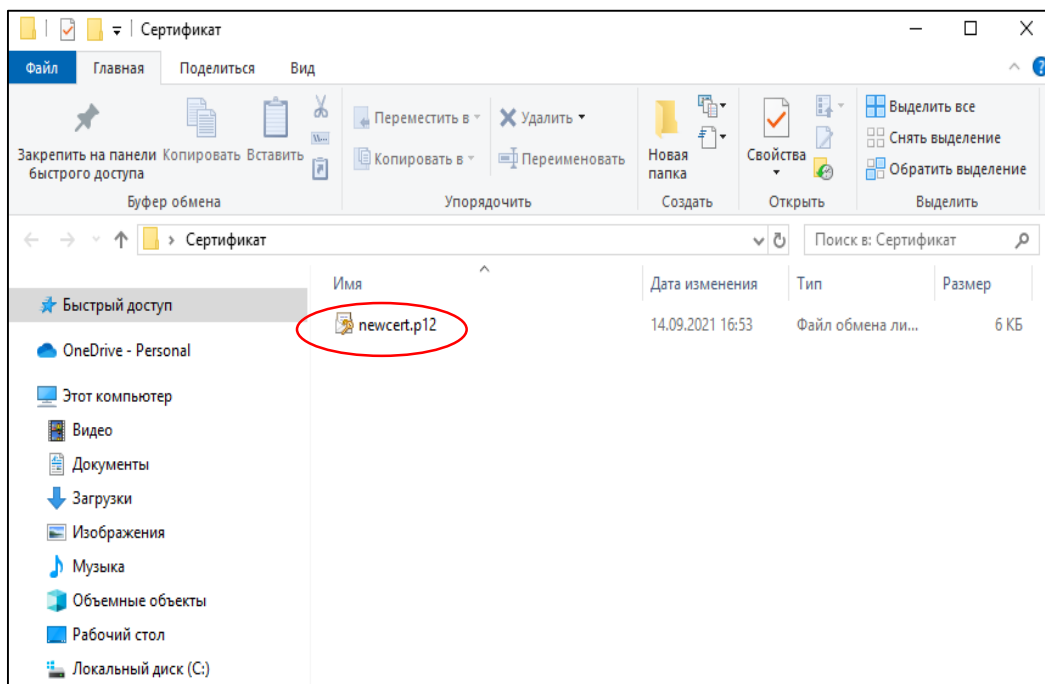 Сертификат
Файл Главная Поделиться Вид
Закрепить на панели быстрого доступа
Копировать
Вставить
Буфер обмена
Переместить в
Копировать в
Удалить
Переименовать
Упорядочить
Новая папка
Создать
Свойства
Открыть
Выделить все
Снять выделение
Обратить выделение
Выделить
Сертификат
Поиск в: Сертификат
Имя Дата изменения Тип Размер
newcert.p12 14.09.2021 16:53 Файл обмена ли... 6 КБ
Быстрый доступ
OneDrive - Personal
Этот компьютер
Видео
Документы
Загрузки
Изображения
Музыка
Объемные объекты
Рабочий стол
Локальный диск (C:)